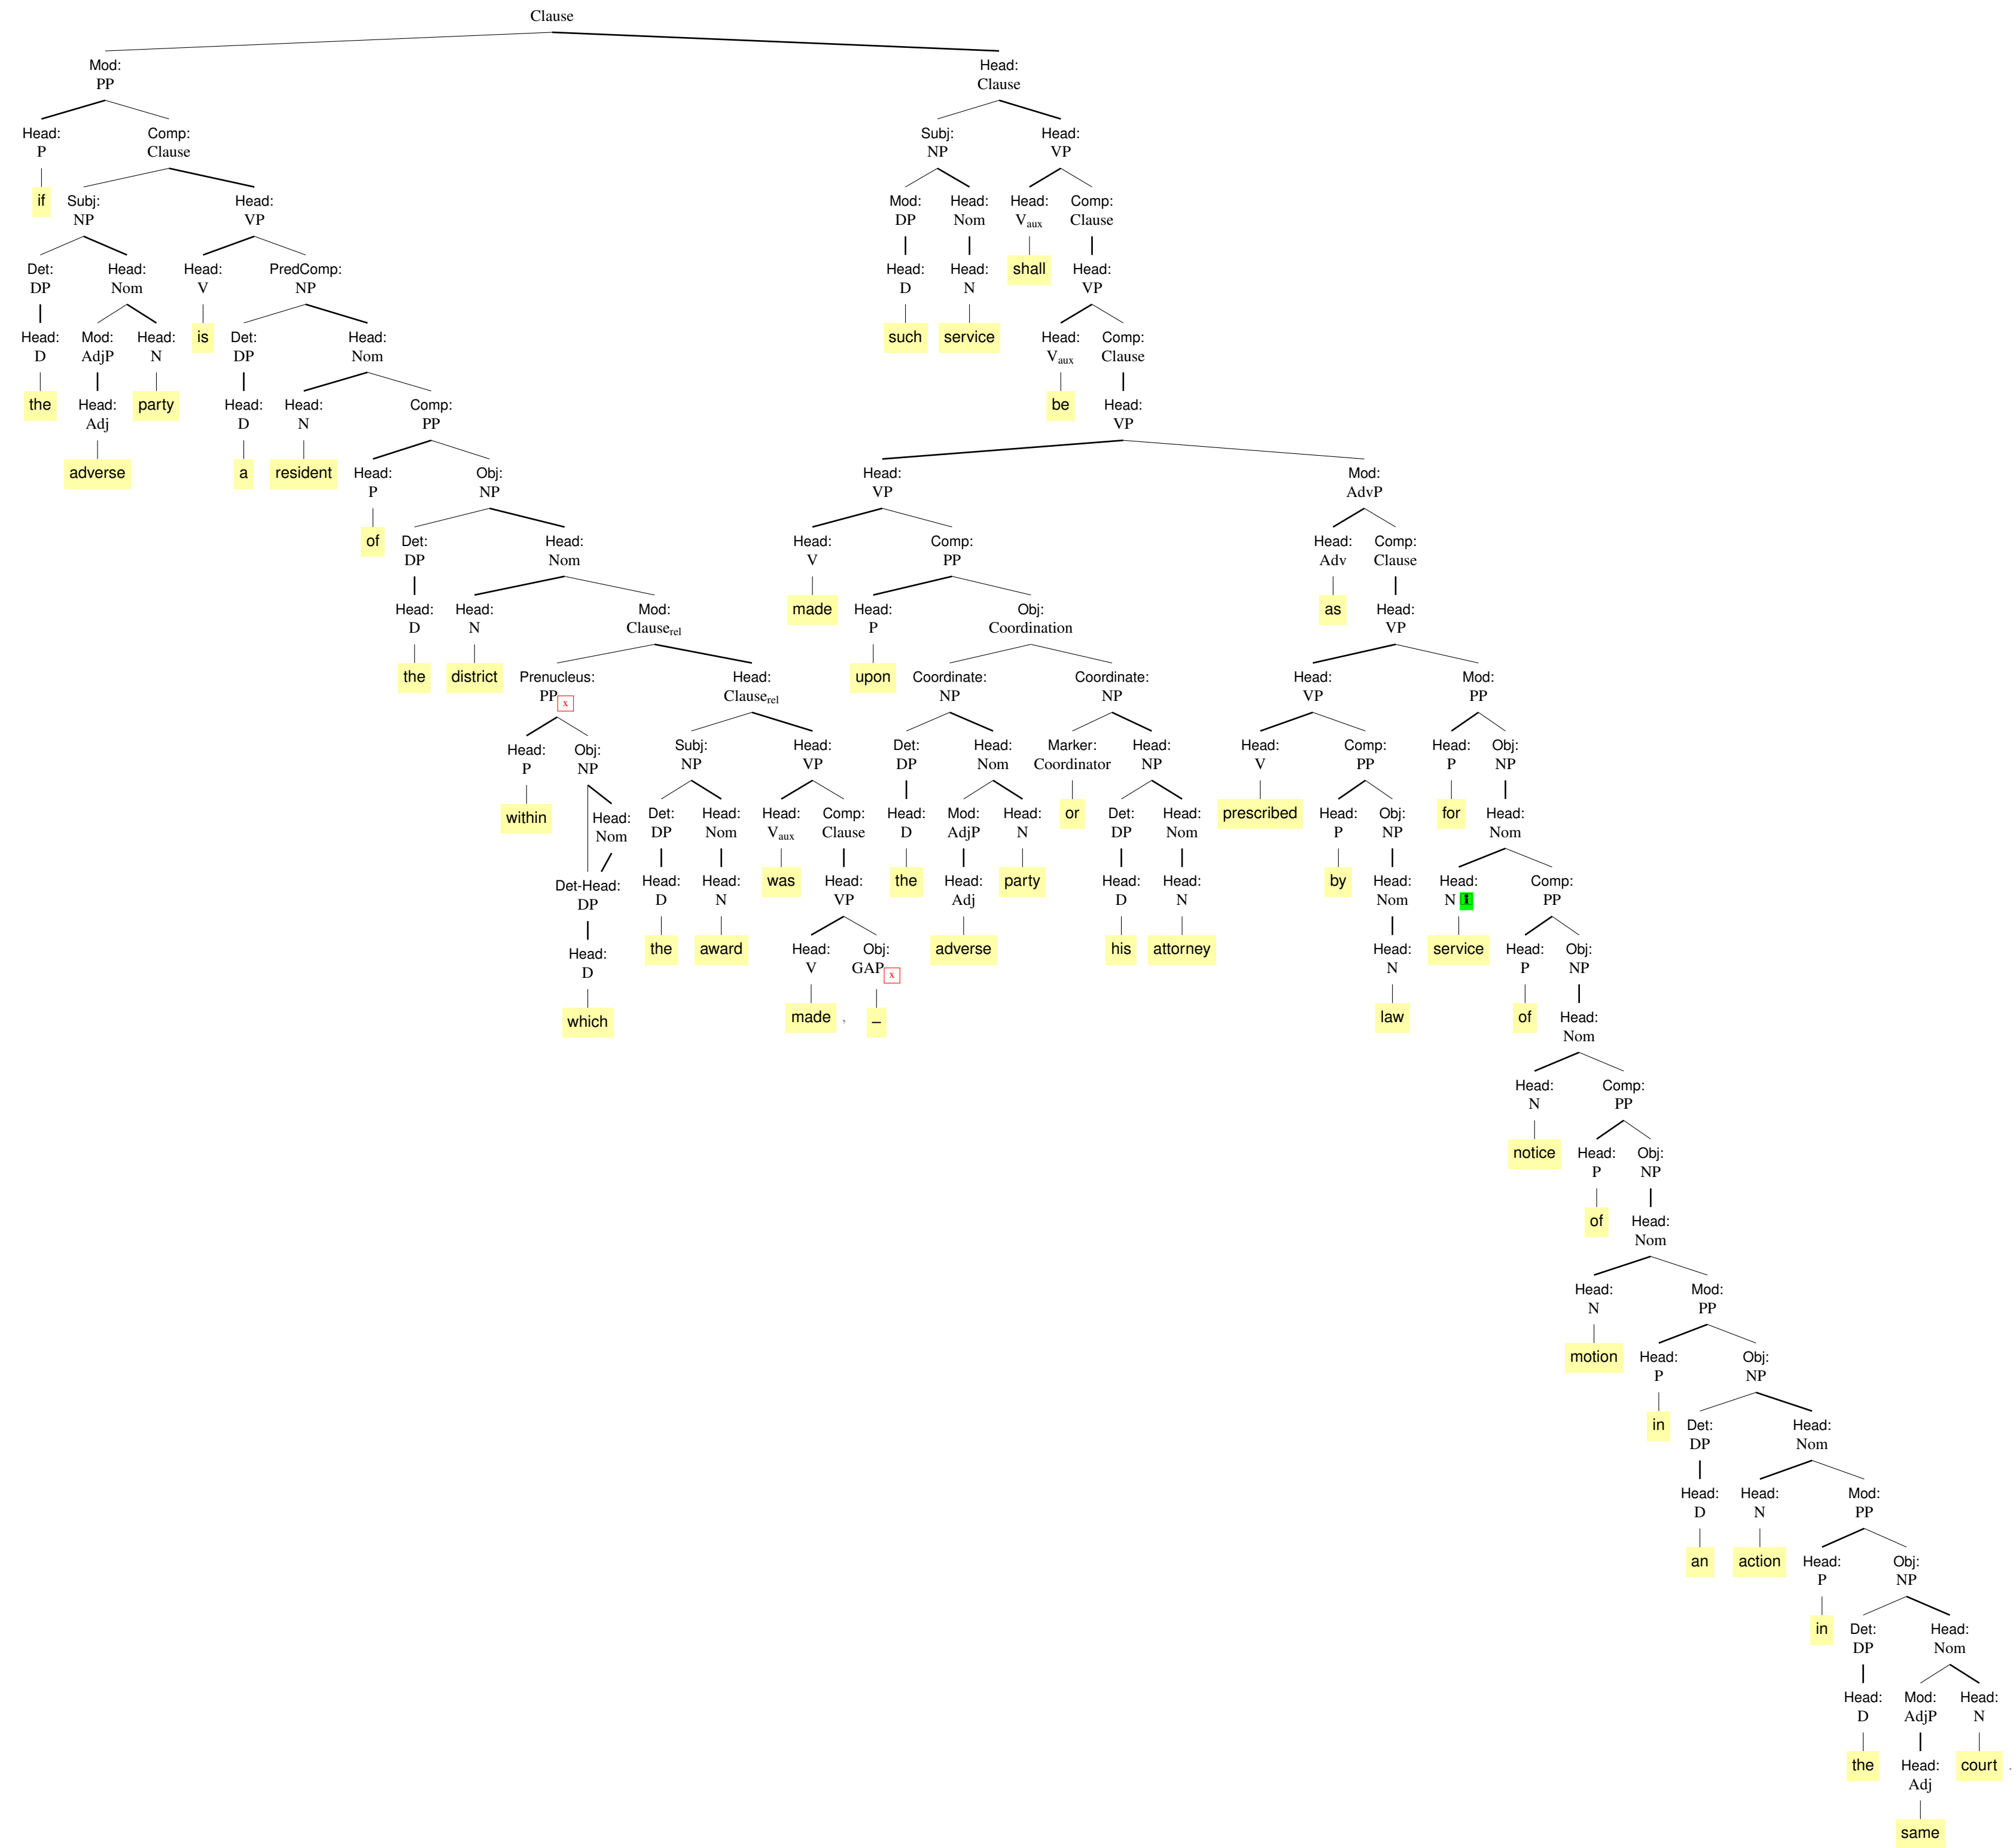 Clause
Mod: Head:
PP Clause
Head: Comp: Subj: Head:
P Clause NP VP
if Subj: Head: Mod: Head: Head: Comp:
NP VP DP Nom Vaux Clause
Det: Head: Head: PredComp: Head: Head: shall Head:
DP Nom V NP D N VP
Head: Mod: Head: is Det: Head: such service Head: Comp:
D AdjP N DP Nom Vaux Clause
the Head: party Head: Head: Comp: be Head:
Adj D N PP VP
adverse a resident Head: Obj: Head: Mod:
P NP VP AdvP
of Det: Head: Head: Comp: Head: Comp:
DP Nom V PP Adv Clause
Head: Head: Mod: made Head: Obj: as Head:
D N Clauserel P Coordination VP
the district Prenucleus: Head: upon Coordinate: Coordinate: Head: Mod:
PP x Clauserel NP NP VP PP
Head: Obj: Subj: Head: Det: Head: Marker: Head: Head: Comp: Head: Obj:
P NP NP VP DP Nom Coordinator NP V PP P NP
within Head: Det: Head: Head: Comp: Head: Mod: Head: or Det: Head: prescribed Head: Obj: for Head:
Nom DP Nom Vaux Clause D AdjP N DP Nom P NP Nom
Det-Head: Head: Head: was Head: the Head: party Head: Head: by Head: Head: Comp:
DP D N VP Adj D N Nom N PP
Head: the award Head: Obj: adverse his attorney Head: service Head: Obj:
D V GAP x N P NP
which made , – law of Head:
Nom
Head: Comp:
N PP
notice Head: Obj:
P NP
of Head:
Nom
Head: Mod:
N PP
motion Head: Obj:
P NP
in Det: Head:
DP Nom
Head: Head: Mod:
D N PP
an action Head: Obj:
P NP
in Det: Head:
DP Nom
Head: Mod: Head:
D AdjP N
the Head: court .
Adj
same